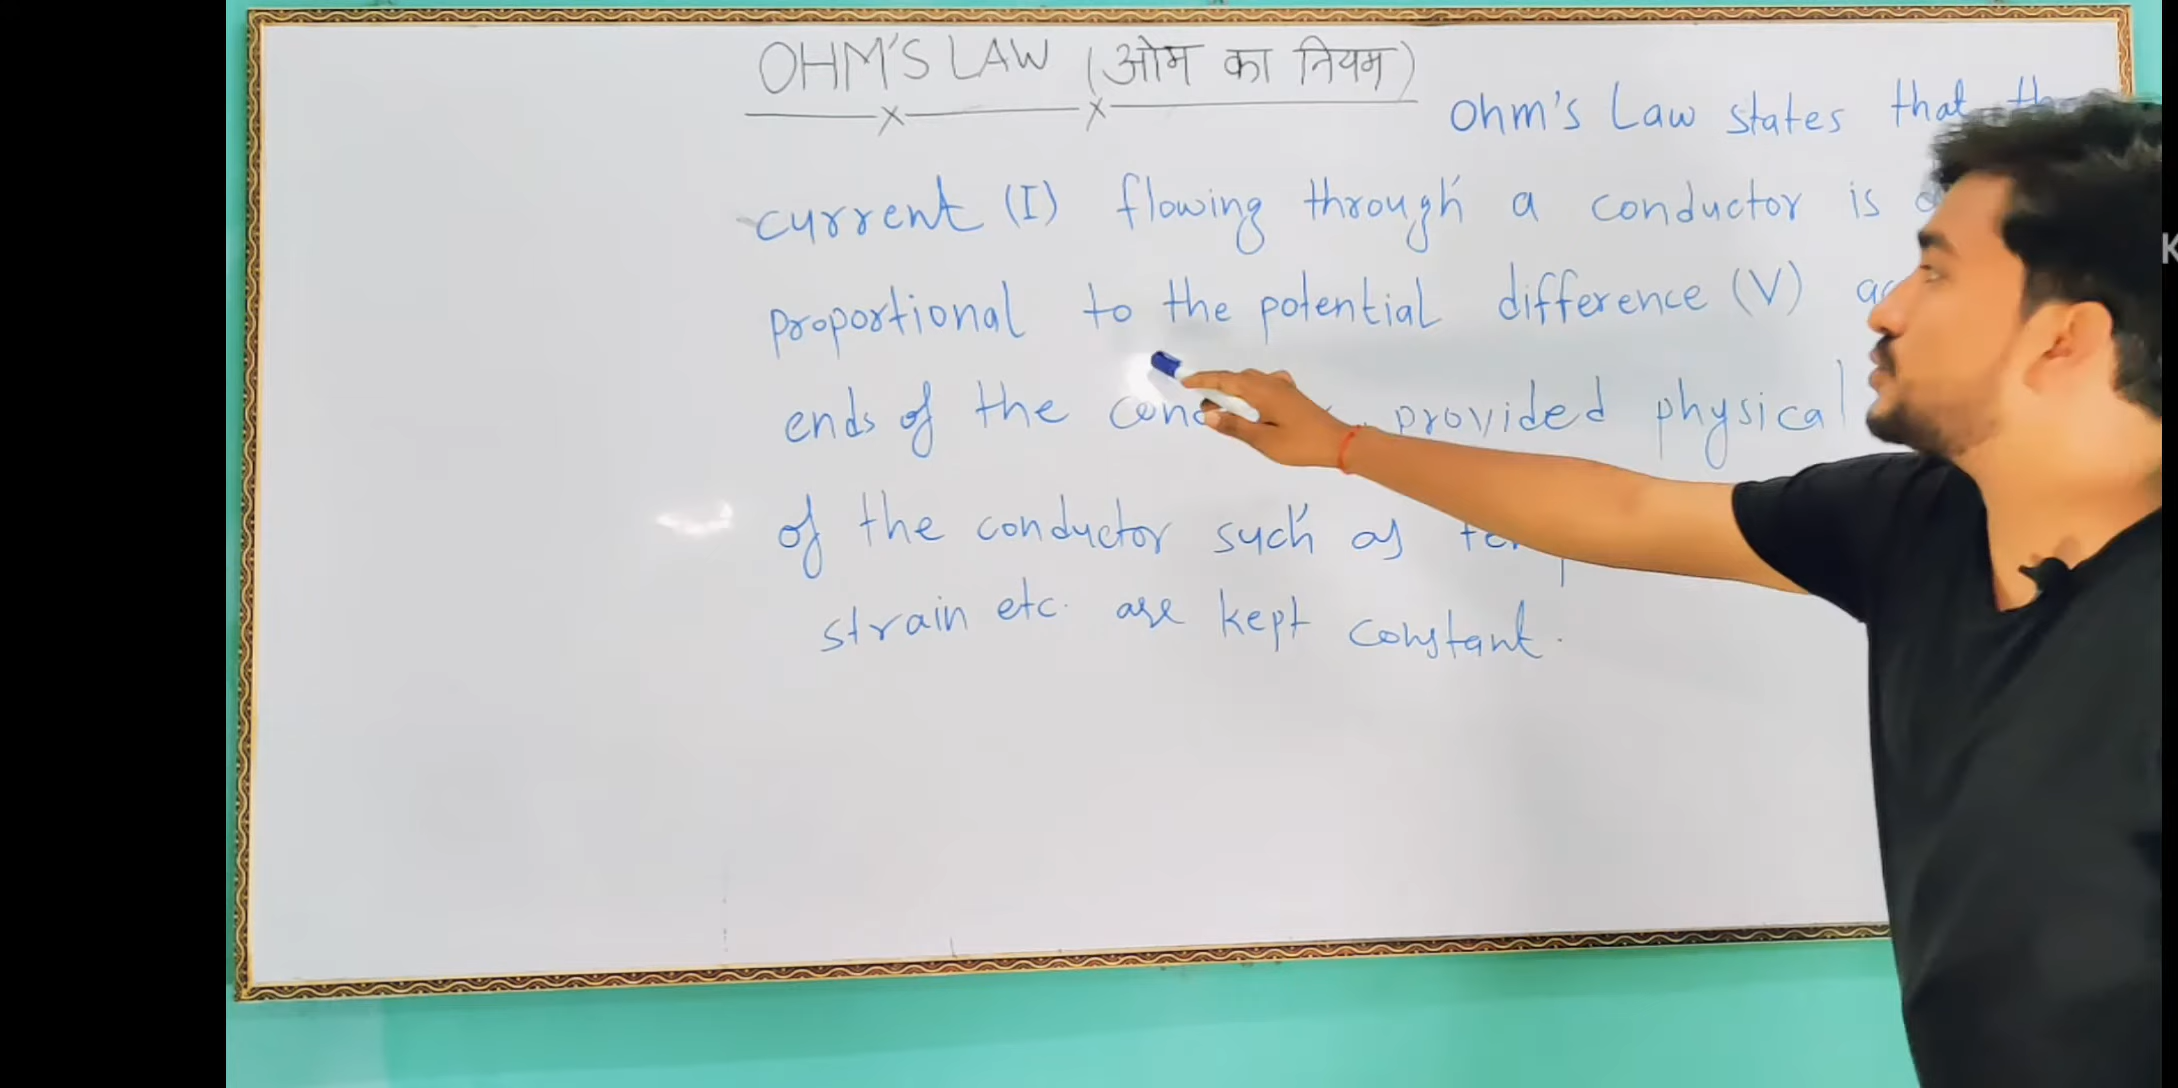 OHM'S LAW (ओम का नियम)
Ohm's Law states that
current (I) flowing through a conductor is
proportional to the potential difference (V)
ends of the provided physical
of the conductor such as
strain etc. are kept constant.